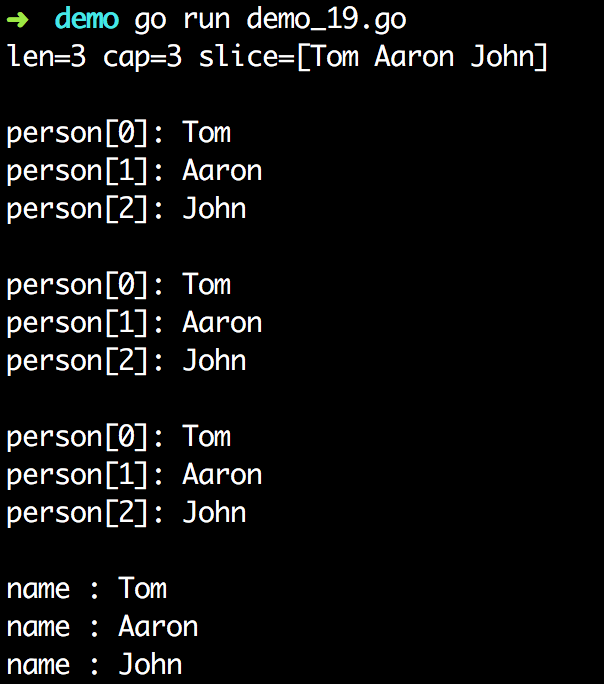 ➜ demo go run demo_19.go
len=3 cap=3 slice=[Tom Aaron John]
person[0]: Tom
person[1]: Aaron
person[2]: John
person[0]: Tom
person[1]: Aaron
person[2]: John
person[0]: Tom
person[1]: Aaron
person[2]: John
name : Tom
name : Aaron
name : John